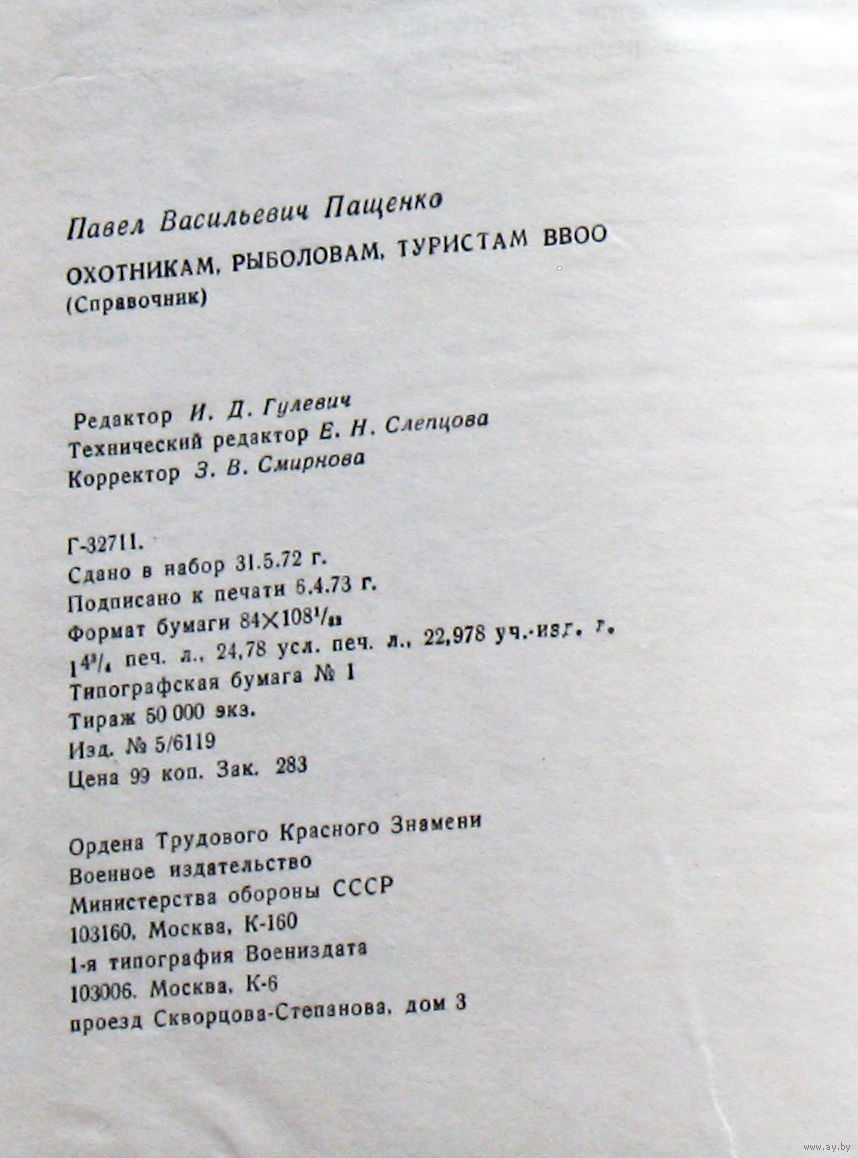 Павел Васильевич Пащенко
ОХОТНИКАМ, РЫБОЛОВАМ, ТУРИСТАМ ВВОО
(Справочник)
Редактор И. Д. Гулевич
Технический редактор Е. Н. Слепцова
Корректор З. В. Смирнова
Г-32711.
Сдано в набор 31.5.72 г.
Подписано к печати 6.4.73 г.
Формат бумаги 84×108¹/₃₂
14³/₄ печ. л., 24,78 усл. печ. л., 22,978 уч.-изг. г.
Типографская бумага № 1
Тираж 50 000 экз.
Изд. № 5/6119
Цена 99 коп. Зак. 283
Ордена Трудового Красного Знамени
Военное издательство
Министерства обороны СССР
103160, Москва, К-160
1-я типография Воениздата
103006, Москва, К-6
проезд Скворцова-Степанова, дом 3
www.ay.by